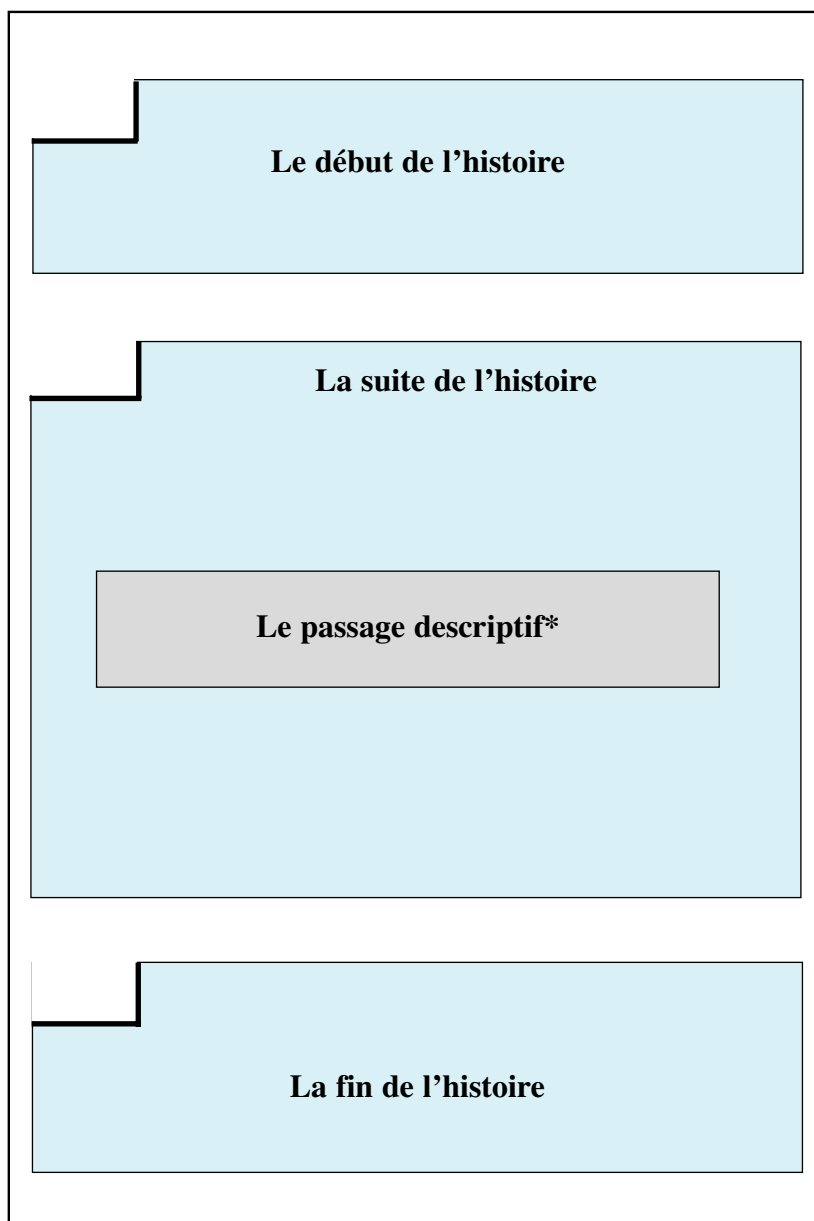 Le début de l’histoire
La suite de l’histoire
Le passage descriptif*
La fin de l’histoire